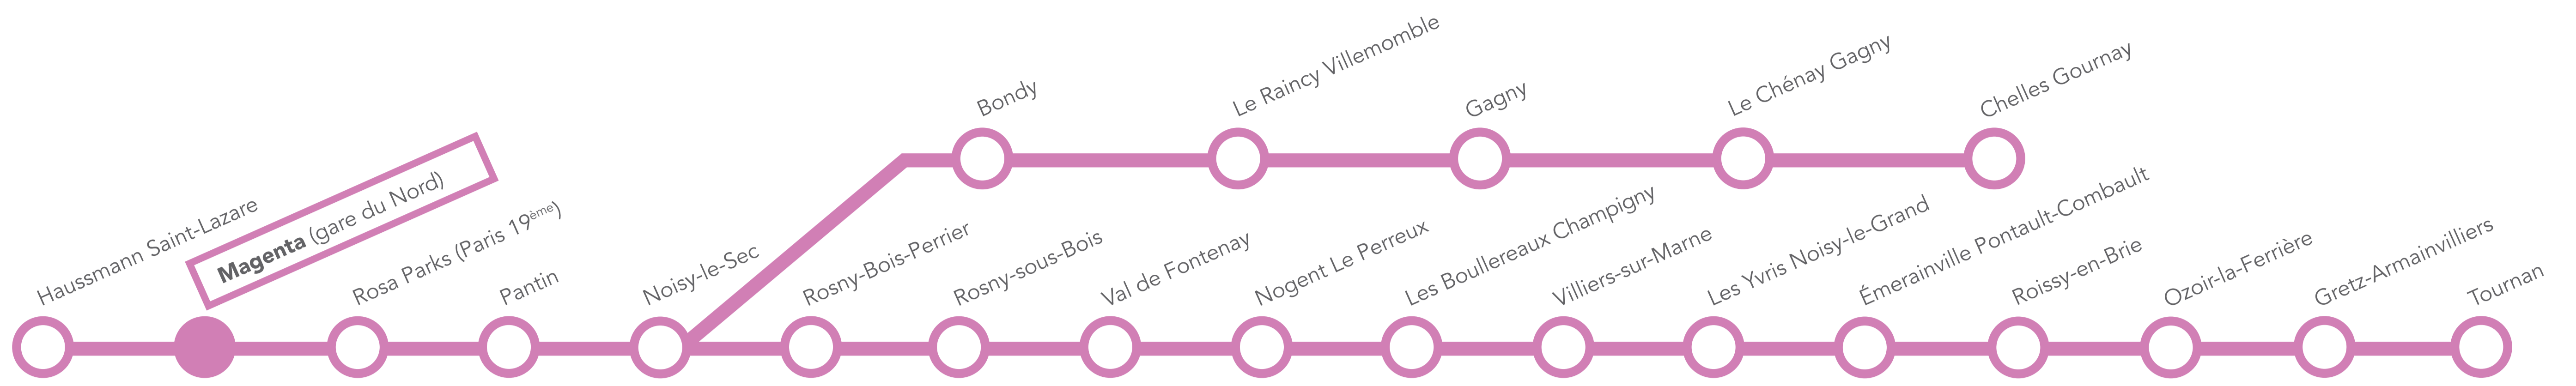 Bondy
Le Raincy Villemomble
Gagny
Le Chénay Gagny
Chelles Gournay
Haussmann Saint-Lazare
Magenta (gare du Nord)
Rosa Parks (Paris 19ème)
Pantin
Noisy-le-Sec
Rosny-Bois-Perrier
Rosny-sous-Bois
Val de Fontenay
Nogent Le Perreux
Les Boullereaux Champigny
Villiers-sur-Marne
Les Yvris Noisy-le-Grand
Émerainville Pontault-Combault
Roissy-en-Brie
Ozoir-la-Ferrière
Gretz-Armainvilliers
Tournan